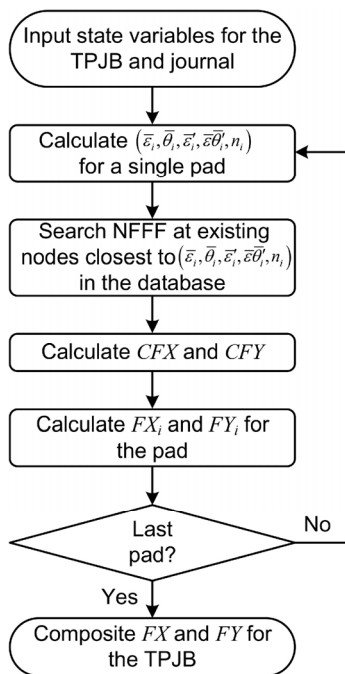 Input state variables for the
TPJB and journal
Calculate (ε̅ᵢ, θ̅ᵢ, ε̅ᵢ′, ε̅θ̅ᵢ′, nᵢ)
for a single pad
Search NFFF at existing
nodes closest to (ε̅ᵢ, θ̅ᵢ, ε̅ᵢ′, ε̅θ̅ᵢ′, nᵢ)
in the database
Calculate CFX and CFY
Calculate FXᵢ and FYᵢ for
the pad
Last
pad?
No
Yes
Composite FX and FY for
the TPJB